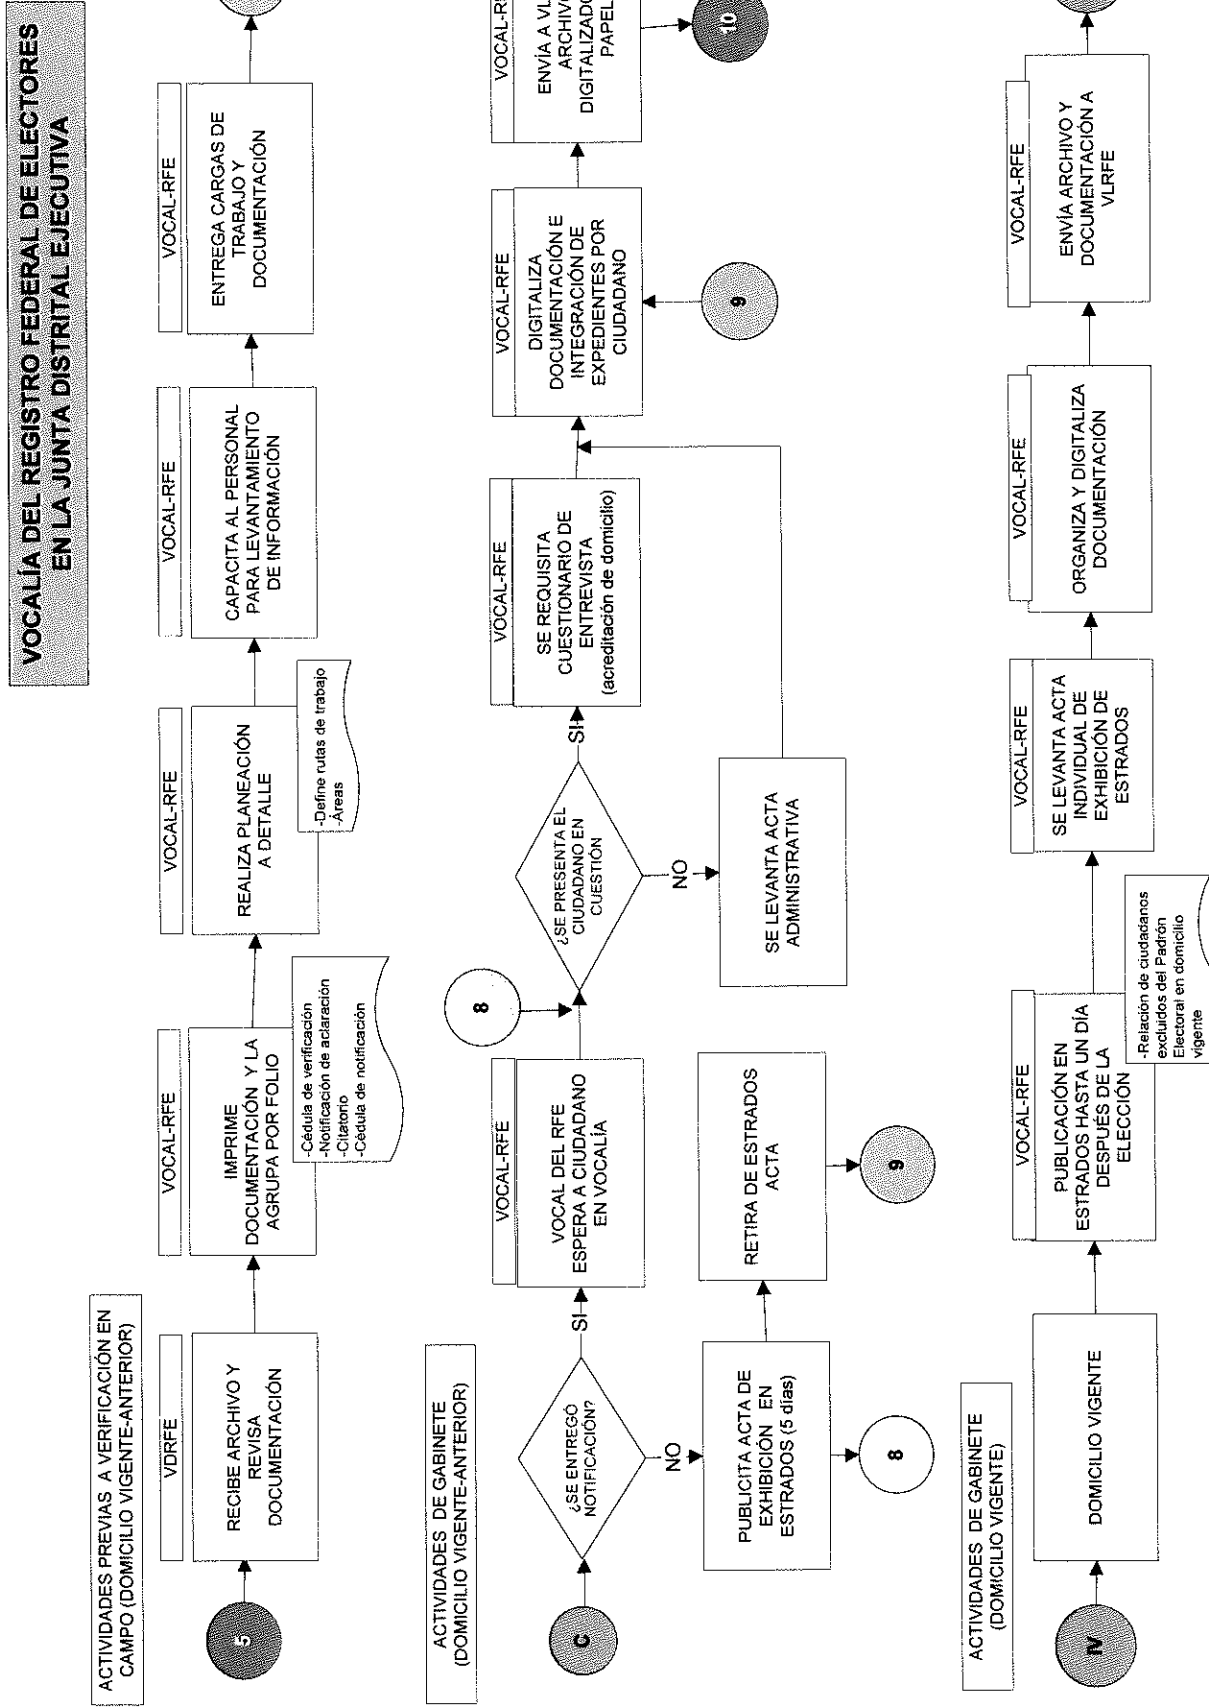 VOCALÍA DEL REGISTRO FEDERAL DE ELECTORES
EN LA JUNTA DISTRITAL EJECUTIVA
ACTIVIDADES PREVIAS A VERIFICACIÓN EN
CAMPO (DOMICILIO VIGENTE-ANTERIOR)
5
VDRFE
RECIBE ARCHIVO Y
REVISA
DOCUMENTACIÓN
VOCAL-RFE
IMPRIME
DOCUMENTACIÓN Y LA
AGRUPA POR FOLIO
-Cédula de verificación
-Notificación de aclaración
-Citatorio
-Cédula de notificación
VOCAL-RFE
REALIZA PLANEACIÓN
A DETALLE
-Define rutas de trabajo
-Áreas
VOCAL-RFE
CAPACITA AL PERSONAL
PARA LEVANTAMIENTO
DE INFORMACIÓN
VOCAL-RFE
ENTREGA CARGAS DE
TRABAJO Y
DOCUMENTACIÓN
ACTIVIDADES DE GABINETE
(DOMICILIO VIGENTE-ANTERIOR)
C
¿SE ENTREGÓ
NOTIFICACIÓN?
SI
NO
VOCAL-RFE
VOCAL DEL RFE
ESPERA A CIUDADANO
EN VOCALÍA
8
¿SE PRESENTA EL
CIUDADANO EN
CUESTIÓN
SI
NO
VOCAL-RFE
SE REQUISITA
CUESTIONARIO DE
ENTREVISTA
(acreditación de domicilio)
VOCAL-RFE
DIGITALIZA
DOCUMENTACIÓN E
INTEGRACIÓN DE
EXPEDIENTES POR
CIUDADANO
9
ENVÍA A
DIGITALIZADO
PAPEL
10
PUBLICITA ACTA DE
EXHIBICIÓN EN
ESTRADOS (5 días)
8
RETIRA DE ESTRADOS
ACTA
9
SE LEVANTA ACTA
ADMINISTRATIVA
ACTIVIDADES DE GABINETE
(DOMICILIO VIGENTE)
IV
DOMICILIO VIGENTE
VOCAL-RFE
PUBLICACIÓN EN
ESTRADOS HASTA UN DÍA
DESPUÉS DE LA
ELECCIÓN
-Relación de ciudadanos
excluidos del Padrón
Electoral en domicilio
vigente
VOCAL-RFE
SE LEVANTA ACTA
INDIVIDUAL DE
EXHIBICIÓN DE
ESTRADOS
VOCAL-RFE
ORGANIZA Y DIGITALIZA
DOCUMENTACIÓN
VOCAL-RFE
ENVÍA ARCHIVO Y
DOCUMENTACIÓN A
VLRFE